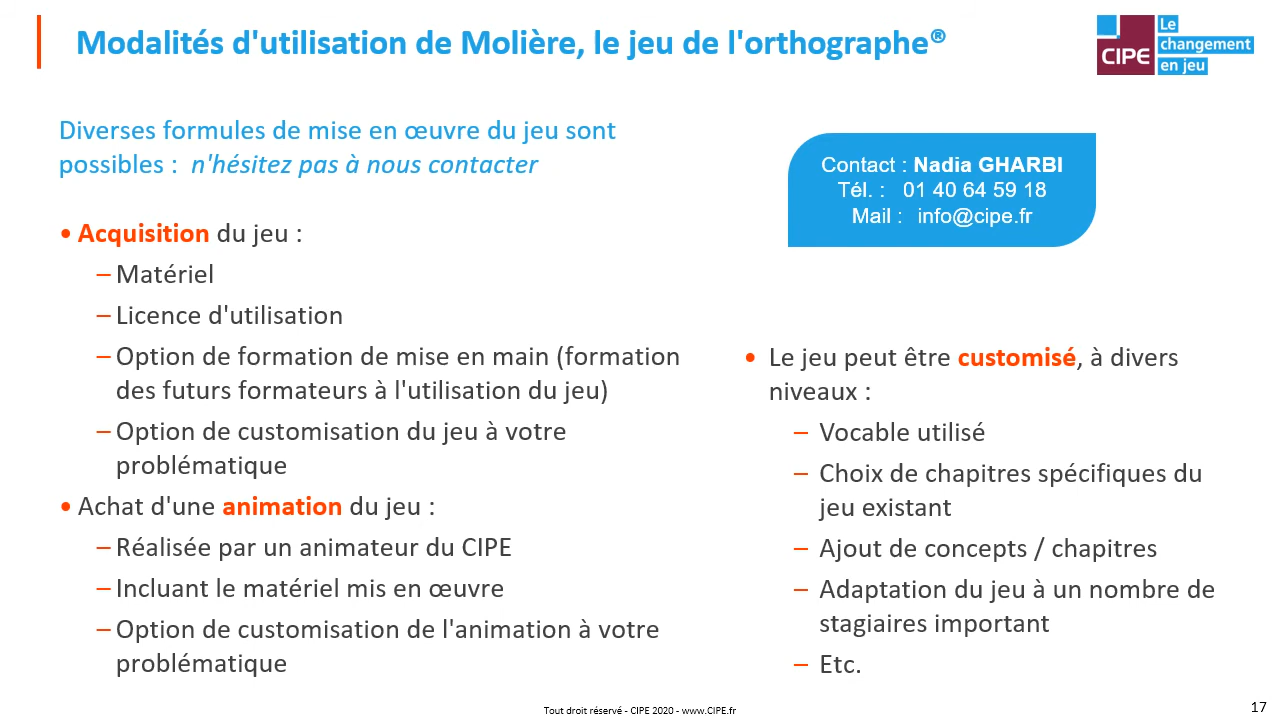 Modalités d'utilisation de Molière, le jeu de l'orthographe®
CIPE
Le
changement
en jeu
Diverses formules de mise en œuvre du jeu sont
possibles : n'hésitez pas à nous contacter
Contact : Nadia GHARBI
Tél. : 01 40 64 59 18
Mail : info@cipe.fr
• Acquisition du jeu :
– Matériel
– Licence d'utilisation
– Option de formation de mise en main (formation
des futurs formateurs à l'utilisation du jeu)
– Option de customisation du jeu à votre
problématique
• Achat d'une animation du jeu :
– Réalisée par un animateur du CIPE
– Incluant le matériel mis en œuvre
– Option de customisation de l'animation à votre
problématique
• Le jeu peut être customisé, à divers
niveaux :
– Vocable utilisé
– Choix de chapitres spécifiques du
jeu existant
– Ajout de concepts / chapitres
– Adaptation du jeu à un nombre de
stagiaires important
– Etc.
Tout droit réservé - CIPE 2020 - www.CIPE.fr
17